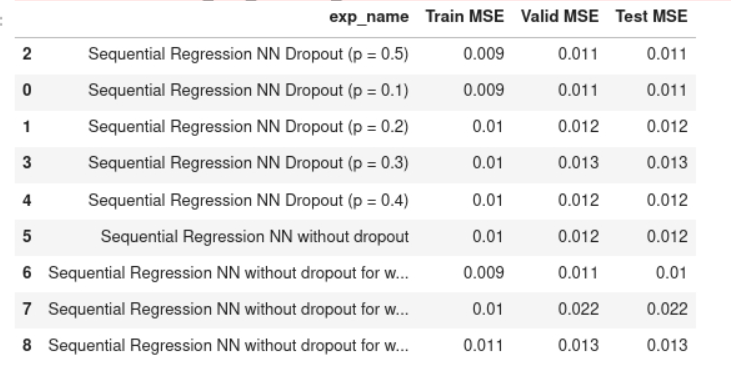 exp_name Train MSE Valid MSE Test MSE
2 Sequential Regression NN Dropout (p = 0.5) 0.009 0.011 0.011
0 Sequential Regression NN Dropout (p = 0.1) 0.009 0.011 0.011
1 Sequential Regression NN Dropout (p = 0.2) 0.01 0.012 0.012
3 Sequential Regression NN Dropout (p = 0.3) 0.01 0.013 0.013
4 Sequential Regression NN Dropout (p = 0.4) 0.01 0.012 0.012
5 Sequential Regression NN without dropout 0.01 0.012 0.012
6 Sequential Regression NN without dropout for w... 0.009 0.011 0.01
7 Sequential Regression NN without dropout for w... 0.01 0.022 0.022
8 Sequential Regression NN without dropout for w... 0.011 0.013 0.013